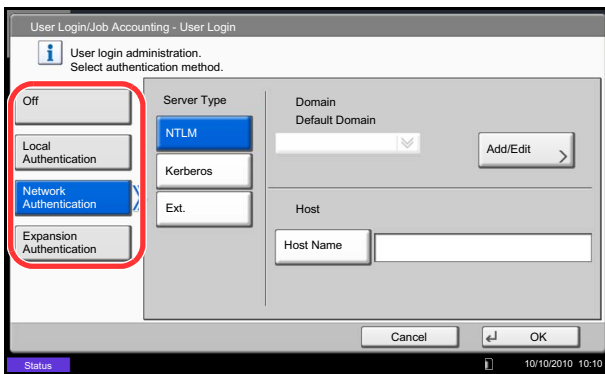 User Login/Job Accounting - User Login
User login administration.
Select authentication method.
Off
Local
Authentication
Network
Authentication
Expansion
Authentication
Server Type
NTLM
Kerberos
Ext.
Domain
Default Domain
Add/Edit
Host
Host Name
Cancel
OK
Status
10/10/2010 10:10